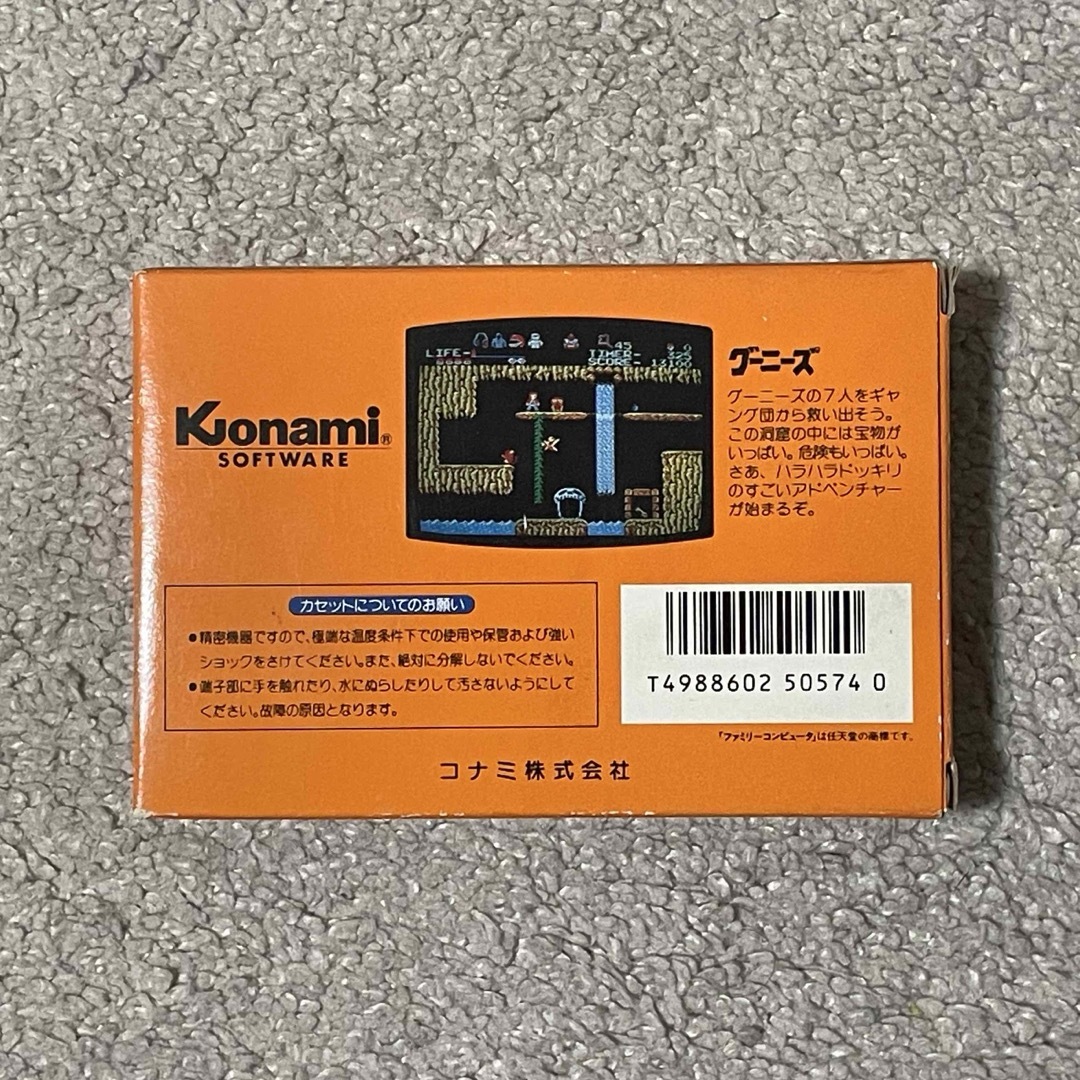 Konami®
SOFTWARE
LIFE-
TIMER-
SCORE-
グーニーズ
グーニーズの7人をギャ
ング団から救い出そう。
この洞窟の中には宝物が
いっぱい。危険もいっぱい。
さあ、ハラハラドッキリ
のすごいアドベンチャー
が始まるぞ。
カセットについてのお願い
●精密機器ですので、極端な温度条件下での使用や保管および強い
ショックをさけてください。また、絶対に分解しないでください。
●端子部に手を触れたり、水にぬらしたりして汚さないようにして
ください。故障の原因となります。
T4988602 50574 0
「ファミリーコンピュータ」は任天堂の商標です。
コナミ株式会社